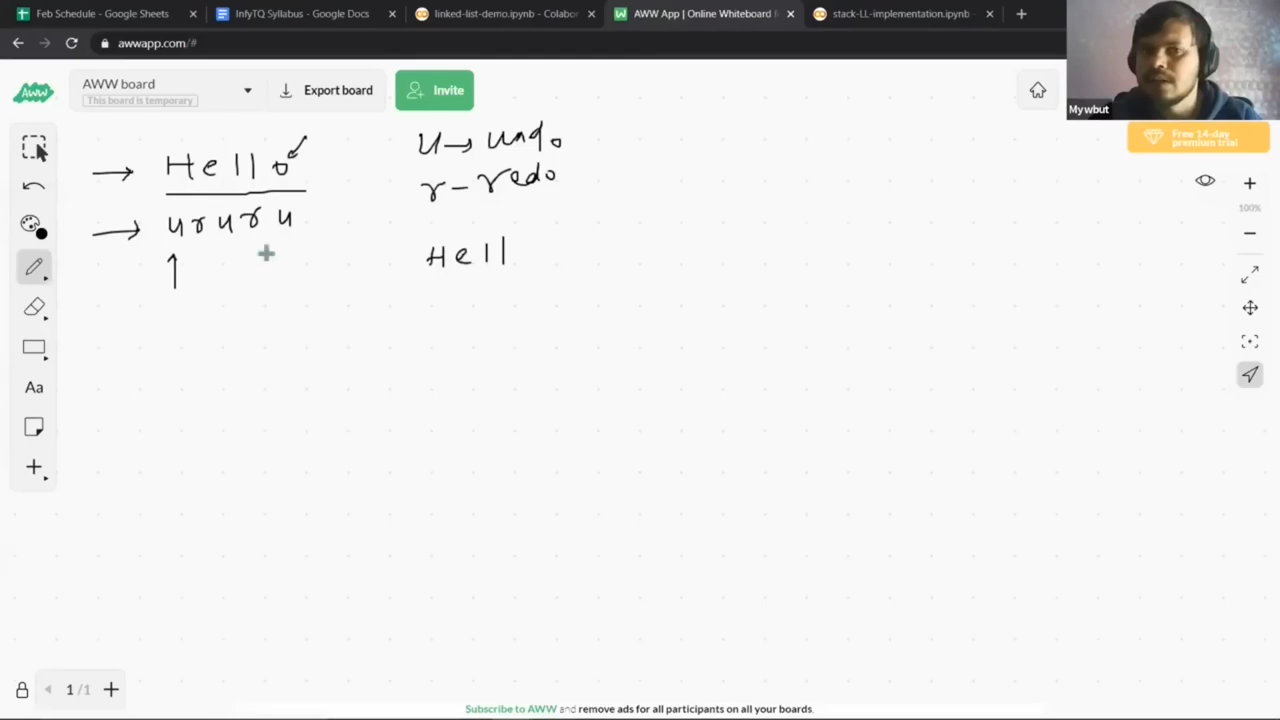 Feb Schedule - Google Sheets
InfyTQ Syllabus - Google Docs
linked-list-demo.ipynb - Colabor
AWW App | Online Whiteboard f
stack-LL-implementation.ipynb -
awwapp.com/#
Mywbut
AWW
AWW board
This board is temporary
Export board
Invite
Free 14-day
premium trial
Hello
u → undo
r - redo
u r u r u
Hell
100%
Aa
1 /1
Subscribe to AWW and remove ads for all participants on all your boards.